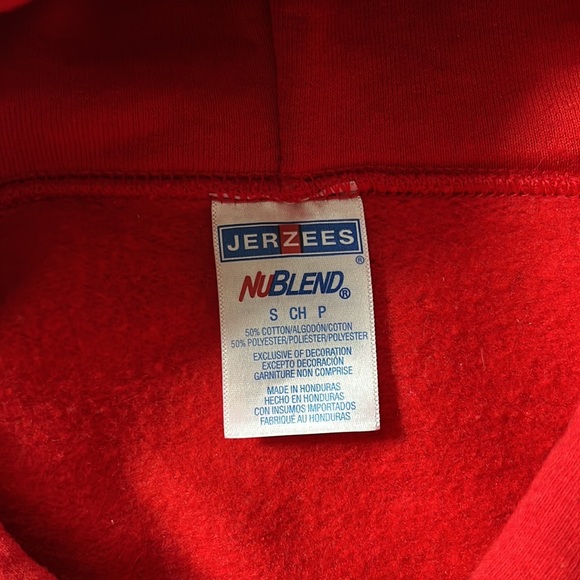 JERZEES®
NUBLEND®
S CH P
50% COTTON/ALGODÓN/COTON
50% POLYESTER/POLIÉSTER/POLYESTER
EXCLUSIVE OF DECORATION
EXCEPTO DECORACIÓN
GARNITURE NON COMPRISE
MADE IN HONDURAS
HECHO EN HONDURAS
CON INSUMOS IMPORTADOS
FABRIQUÉ AU HONDURAS